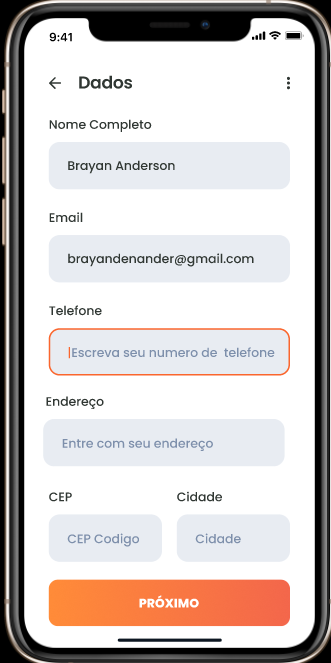 9:41
Dados
Nome Completo
Brayan Anderson
Email
brayandenander@gmail.com
Telefone
Escreva seu numero de telefone
Endereço
Entre com seu endereço
CEP Cidade
CEP Codigo Cidade
PRÓXIMO